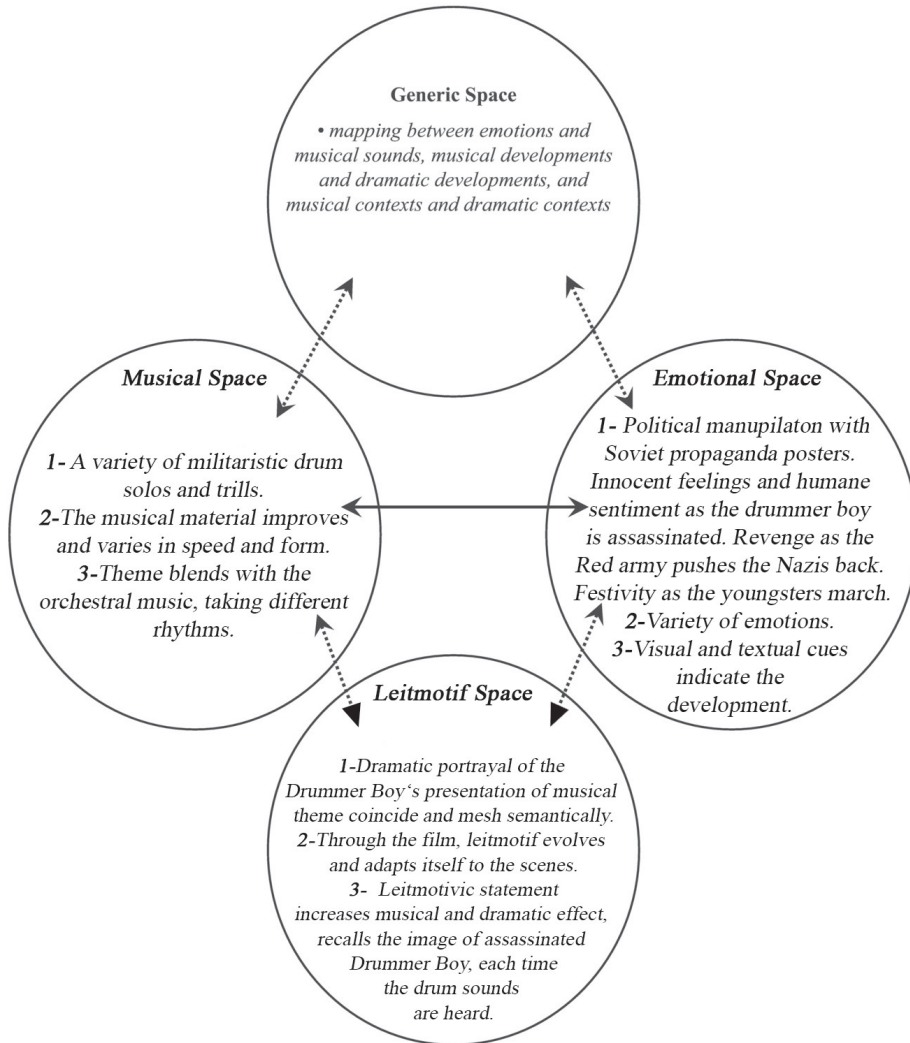 Generic Space
• mapping between emotions and
musical sounds, musical developments
and dramatic developments, and
musical contexts and dramatic contexts
Musical Space
1- A variety of militaristic drum
solos and trills.
2-The musical material improves
and varies in speed and form.
3-Theme blends with the
orchestral music, taking different
rhythms.
Emotional Space
1- Political manupilaton with
Soviet propaganda posters.
Innocent feelings and humane
sentiment as the drummer boy
is assassinated. Revenge as the
Red army pushes the Nazis back.
Festivity as the youngsters march.
2-Variety of emotions.
3-Visual and textual cues
indicate the
development.
Leitmotif Space
1-Dramatic portrayal of the
Drummer Boy‘s presentation of musical
theme coincide and mesh semantically.
2-Through the film, leitmotif evolves
and adapts itself to the scenes.
3- Leitmotivic statement
increases musical and dramatic effect,
recalls the image of assassinated
Drummer Boy, each time
the drum sounds
are heard.